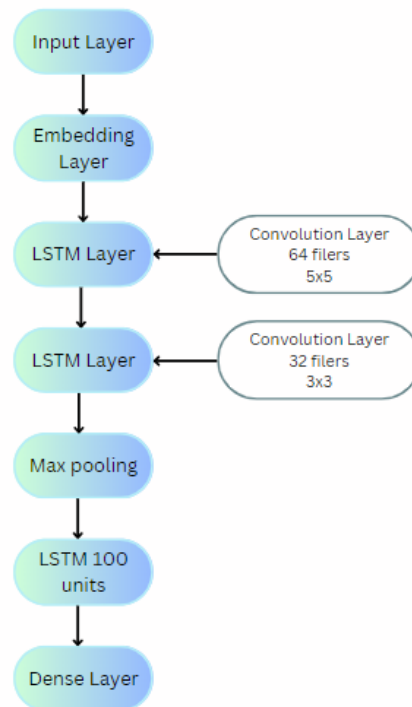 Input Layer
Embedding
Layer
LSTM Layer
Convolution Layer
64 filers
5x5
LSTM Layer
Convolution Layer
32 filers
3x3
Max pooling
LSTM 100
units
Dense Layer